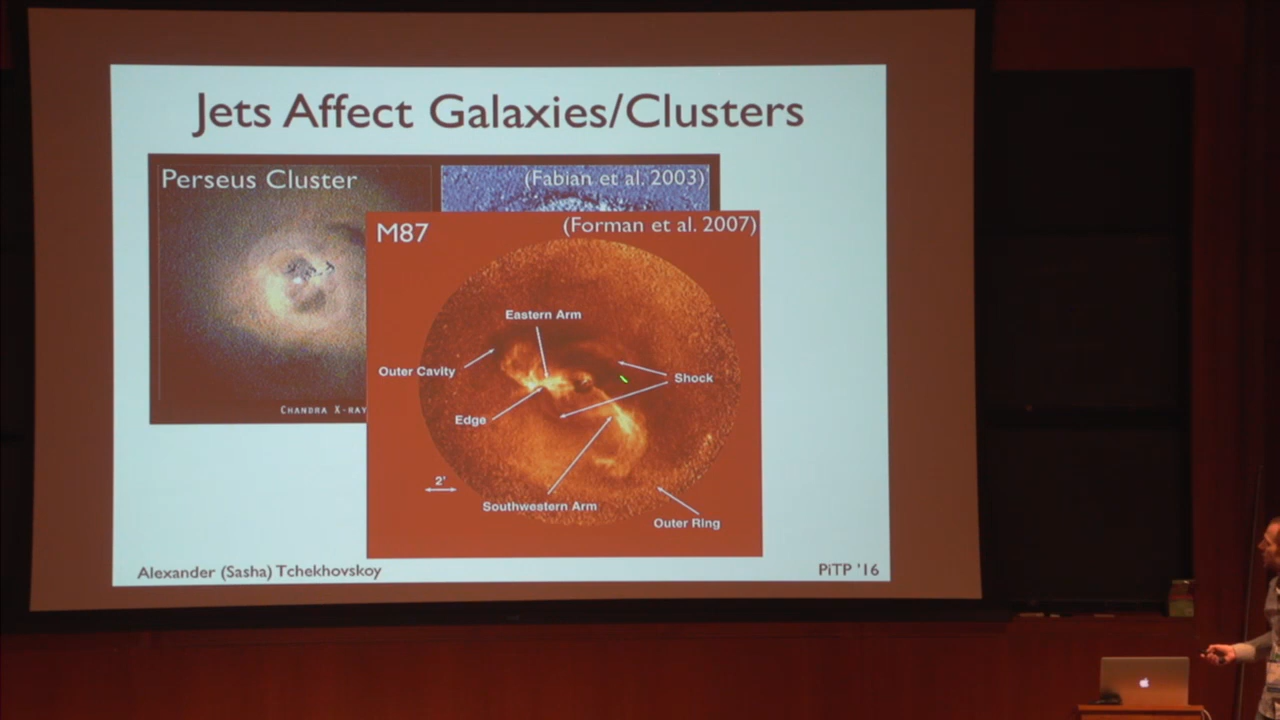 Jets Affect Galaxies/Clusters
Perseus Cluster
(Fabian et al. 2003)
M87
(Forman et al. 2007)
Eastern Arm
Outer Cavity
Shock
Edge
CHANDRA X-RAY
2'
Southwestern Arm
Outer Ring
Alexander (Sasha) Tchekhovskoy
PiTP '16